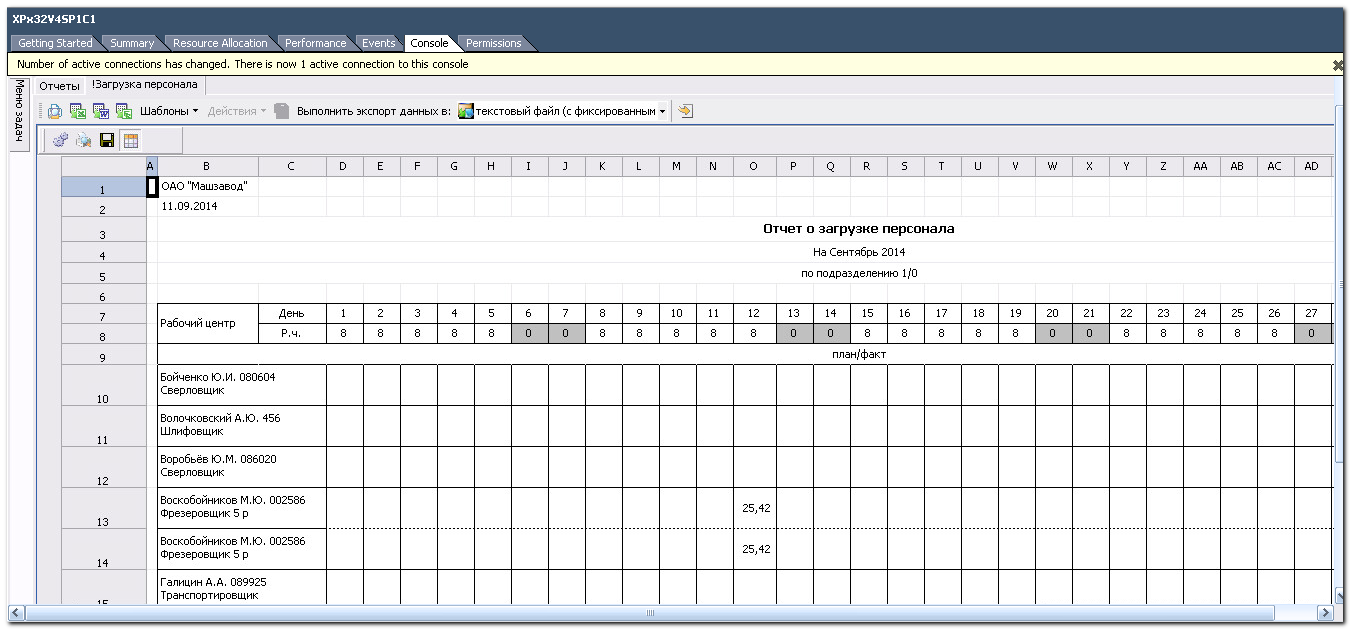 XPx32V4SP1C1
Getting Started Summary Resource Allocation Performance Events Console Permissions
Number of active connections has changed. There is now 1 active connection to this console
Меню задач
Отчеты !Загрузка персонала
Шаблоны Действия Выполнить экспорт данных в: текстовый файл (с фиксированным
A B C D E F G H I J K L M N O P Q R S T U V W X Y Z AA AB AC AD
1 ОАО "Машзавод"
2 11.09.2014
3 Отчет о загрузке персонала
4 На Сентябрь 2014
5 по подразделению 1/0
6
7 Рабочий центр День 1 2 3 4 5 6 7 8 9 10 11 12 13 14 15 16 17 18 19 20 21 22 23 24 25 26 27
8 Р.ч. 8 8 8 8 8 0 0 8 8 8 8 8 0 0 8 8 8 8 8 0 0 8 8 8 8 8 0
9 план/факт
Бойченко Ю.И. 080604
Сверловщик
10
Волочковский А.Ю. 456
Шлифовщик
11
Воробьёв Ю.М. 086020
Сверловщик
12
Воскобойников М.Ю. 002586
Фрезеровщик 5 р 25,42
13
Воскобойников М.Ю. 002586
Фрезеровщик 5 р 25,42
14
Галицин А.А. 089925
Транспортировщик
15